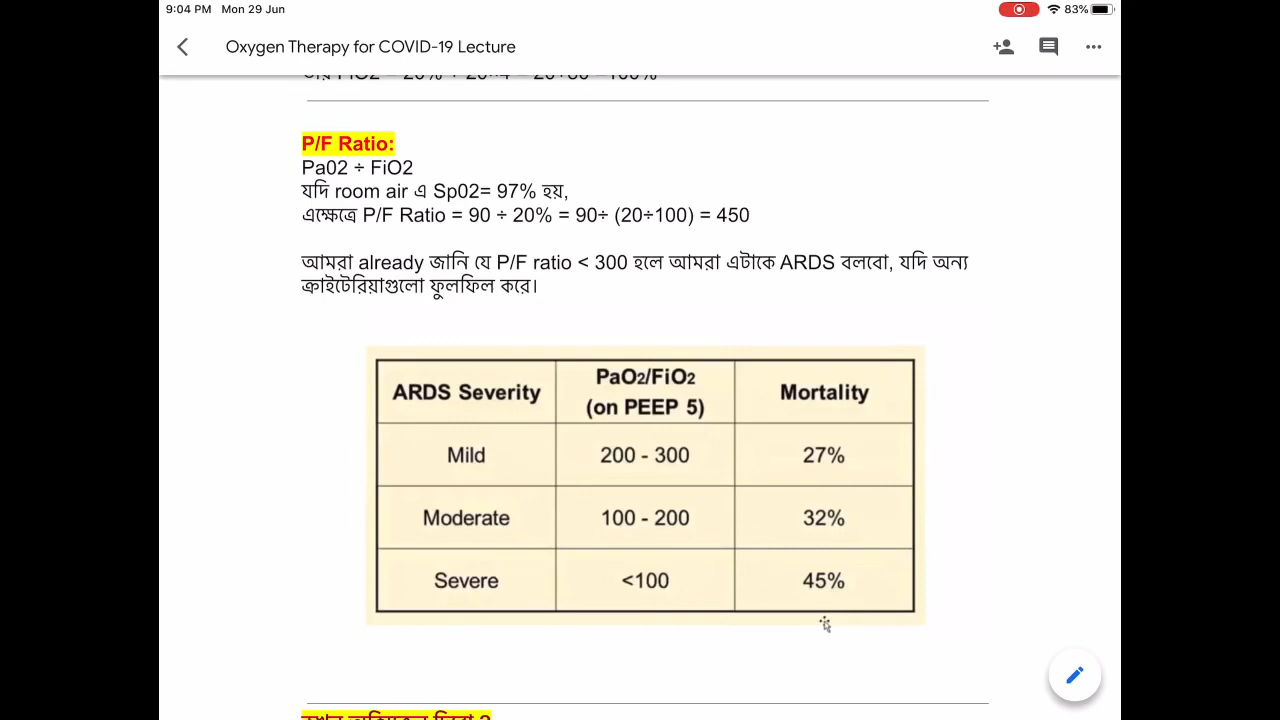 9:04 PM Mon 29 Jun
83%
Oxygen Therapy for COVID-19 Lecture
P/F Ratio:
Pa02 ÷ FiO2
যদি room air এ Sp02= 97% হয়,
এক্ষেত্রে P/F Ratio = 90 ÷ 20% = 90÷ (20÷100) = 450
আমরা already জানি যে P/F ratio < 300 হলে আমরা এটাকে ARDS বলবো, যদি অন্য
ক্রাইটেরিয়াগুলো ফুলফিল করে।
ARDS Severity
PaO2/FiO2
(on PEEP 5)
Mortality
Mild
200 - 300
27%
Moderate
100 - 200
32%
Severe
<100
45%